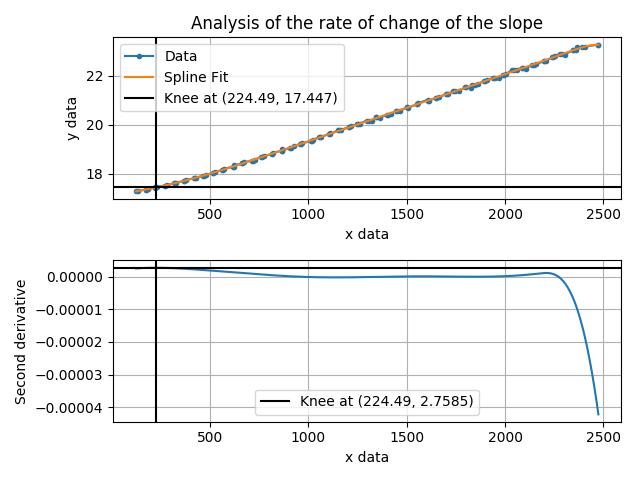 Analysis of the rate of change of the slope
Data
Spline Fit
Knee at (224.49, 17.447)
y data
22
20
18
500 1000 1500 2000 2500
x data
Second derivative
0.00000
−0.00001
−0.00002
−0.00003
−0.00004
Knee at (224.49, 2.7585)
500 1000 1500 2000 2500
x data